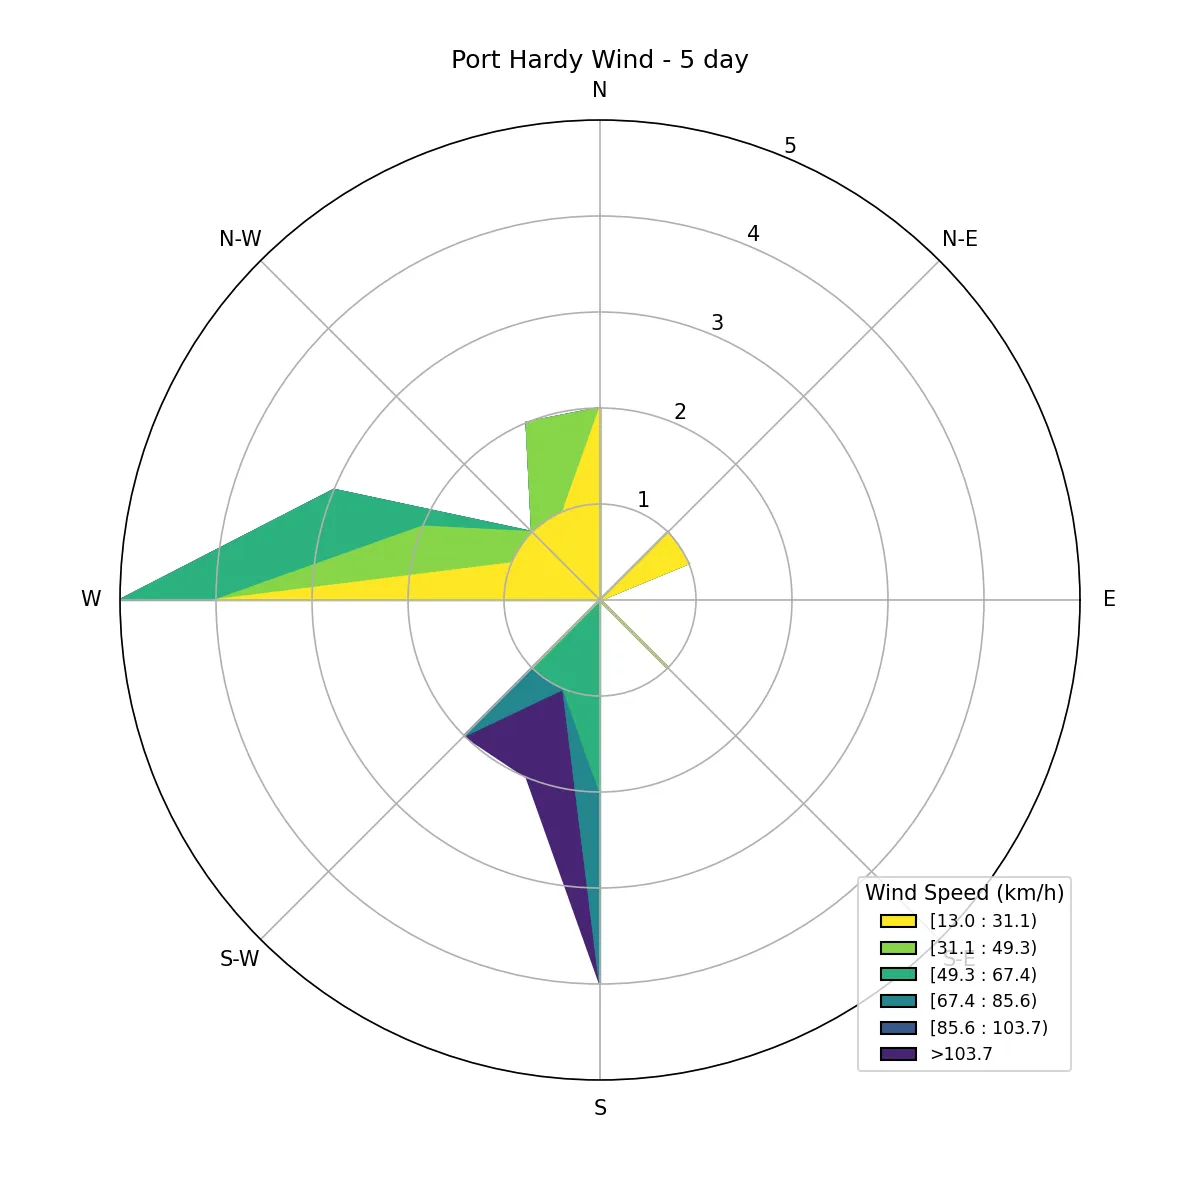 Port Hardy Wind - 5 day
N
5
N-W
N-E
4
3
2
1
W
E
Wind Speed (km/h)
[13.0 : 31.1)
[31.1 : 49.3)
S-W
S-E
[49.3 : 67.4)
[67.4 : 85.6)
[85.6 : 103.7)
>103.7
S